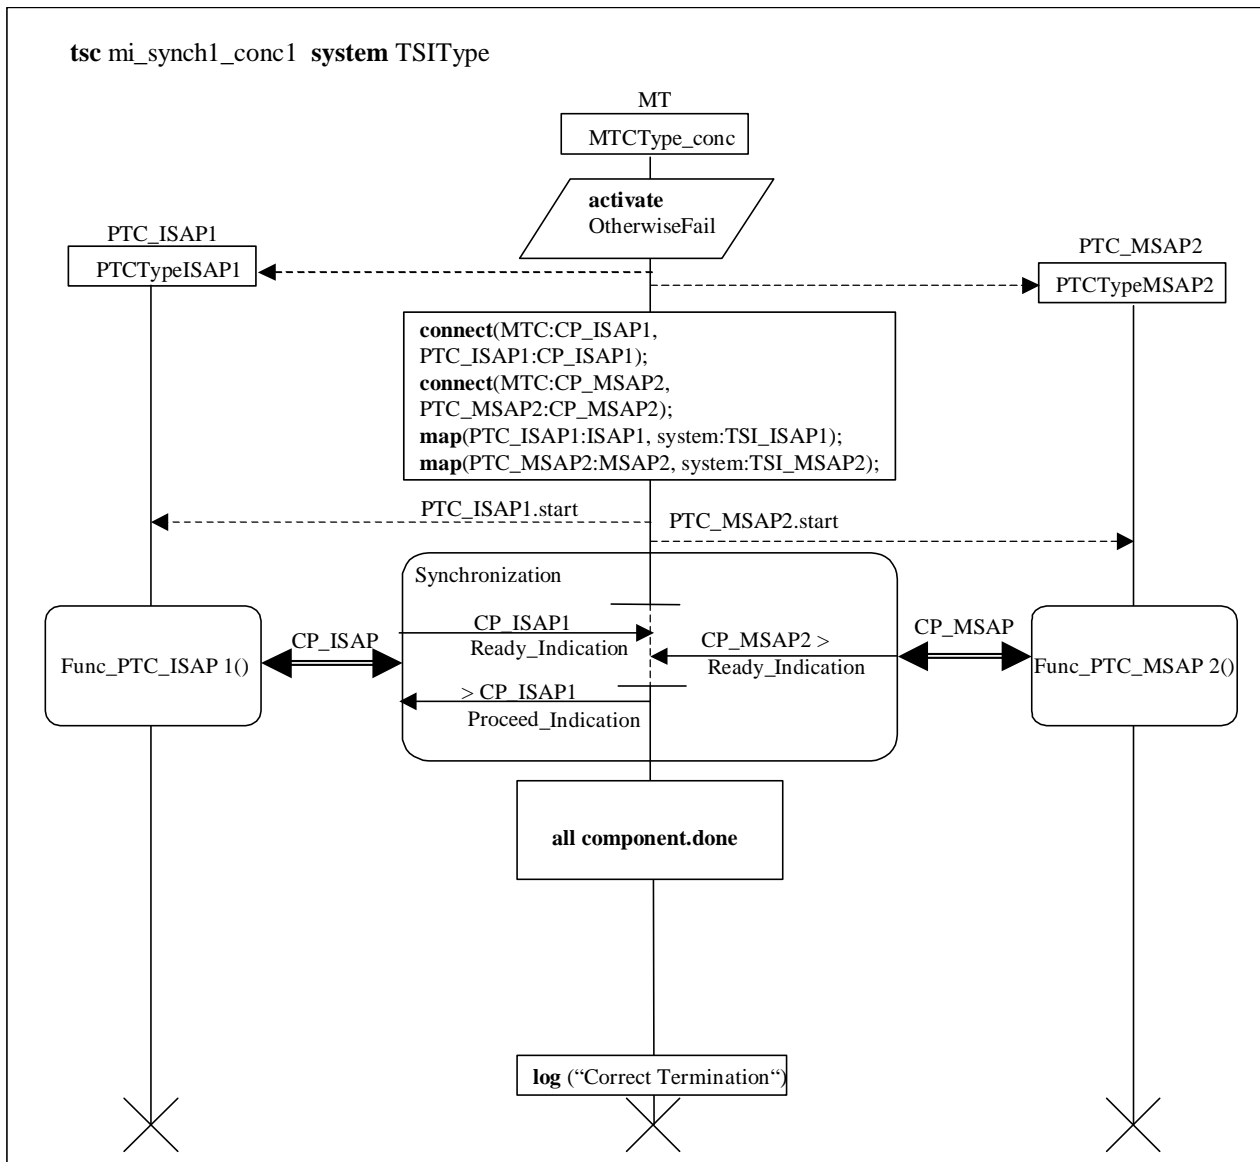 tsc mi_synch1_conc1 system TSIType
MT
MTCType_conc
activate
OtherwiseFail
PTC_ISAP1
PTCTypeISAP1
PTC_MSAP2
PTCTypeMSAP2
connect(MTC:CP_ISAP1,
PTC_ISAP1:CP_ISAP1);
connect(MTC:CP_MSAP2,
PTC_MSAP2:CP_MSAP2);
map(PTC_ISAP1:ISAP1, system:TSI_ISAP1);
map(PTC_MSAP2:MSAP2, system:TSI_MSAP2);
PTC_ISAP1.start
PTC_MSAP2.start
Synchronization
CP_ISAP1
Ready_Indication
CP_MSAP2 >
Ready_Indication
CP_ISAP
CP_MSAP
Func_PTC_ISAP 1()
Func_PTC_MSAP 2()
> CP_ISAP1
Proceed_Indication
all component.done
log (“Correct Termination“)